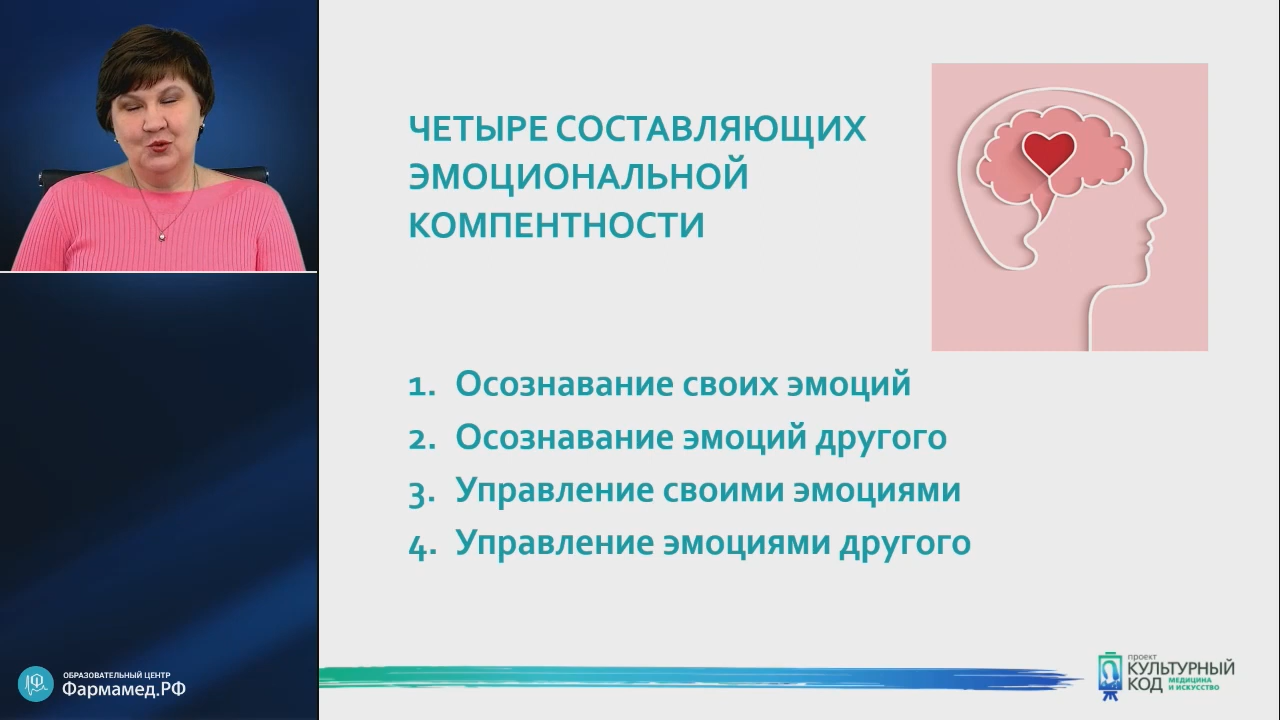 ЧЕТЫРЕ СОСТАВЛЯЮЩИХ
ЭМОЦИОНАЛЬНОЙ
КОМПЕНТНОСТИ
1. Осознавание своих эмоций
2. Осознавание эмоций другого
3. Управление своими эмоциями
4. Управление эмоциями другого
ОБРАЗОВАТЕЛЬНЫЙ ЦЕНТР
Фармамед.РФ
проект
КУЛЬТУРНЫЙ
КОД МЕДИЦИНА
И ИСКУССТВО